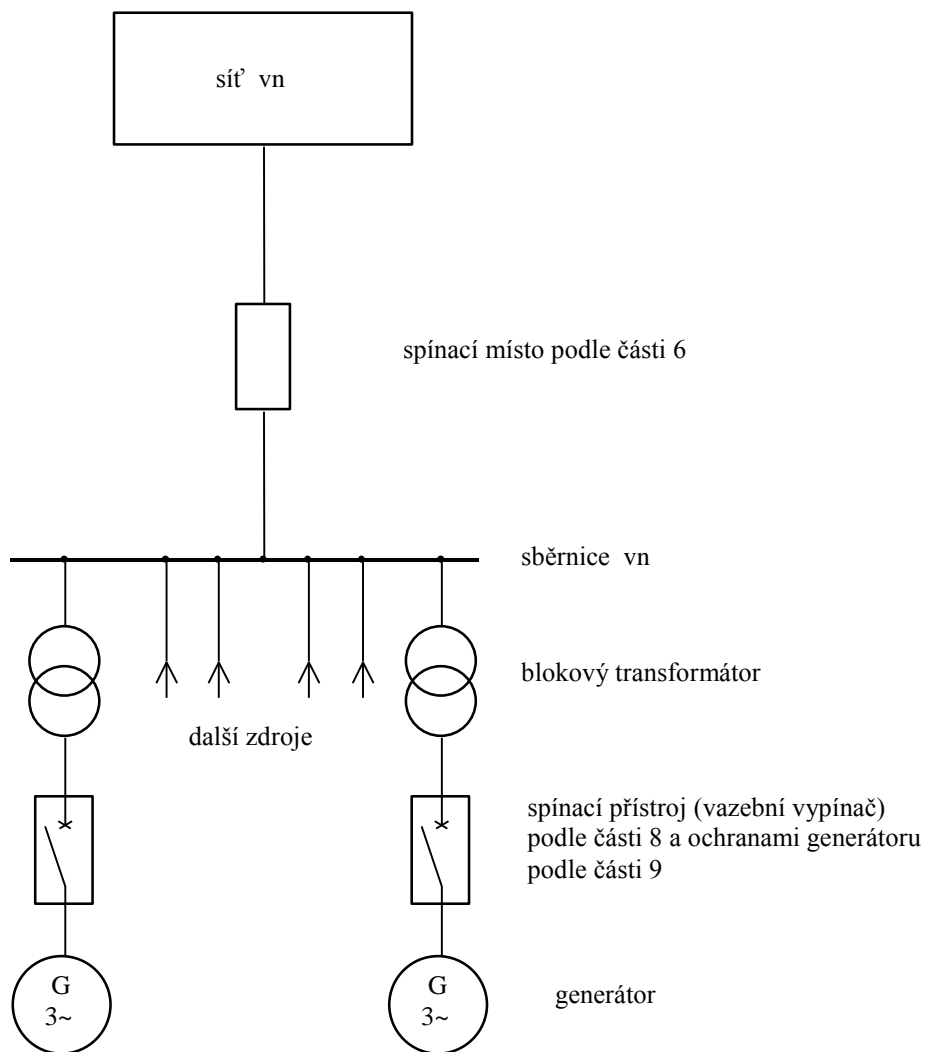 síť vn
spínací místo podle části 6
sběrnice vn
blokový transformátor
další zdroje
spínací přístroj (vazební vypínač)
podle části 8 a ochranami generátoru
podle části 9
G
3~
G
3~
generátor